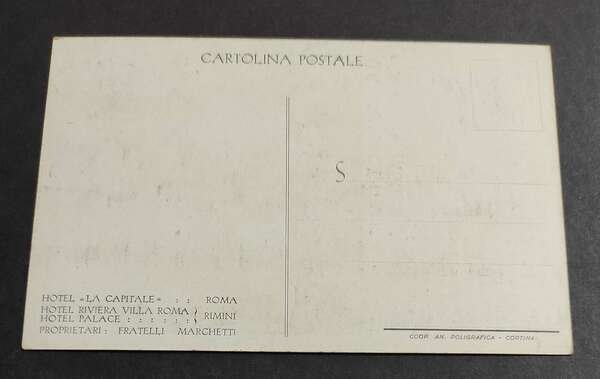 CARTOLINA POSTALE
S
HOTEL «LA CAPITALE» : : ROMA
HOTEL RIVIERA VILLA ROMA }
HOTEL PALACE : : : : : : } RIMINI
PROPRIETARI: FRATELLI MARCHETTI
COOP. AN. POLIGRAFICA - CORTINA